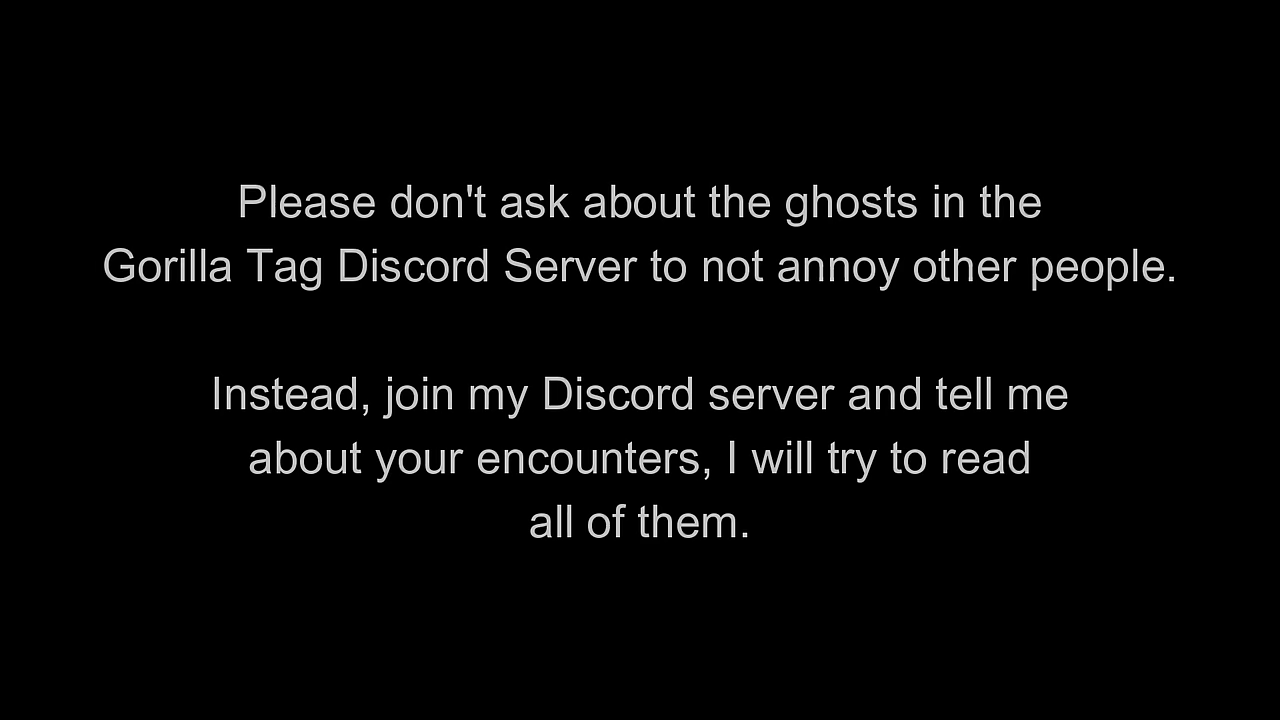 Please don't ask about the ghosts in the
Gorilla Tag Discord Server to not annoy other people.
Instead, join my Discord server and tell me
about your encounters, I will try to read
all of them.